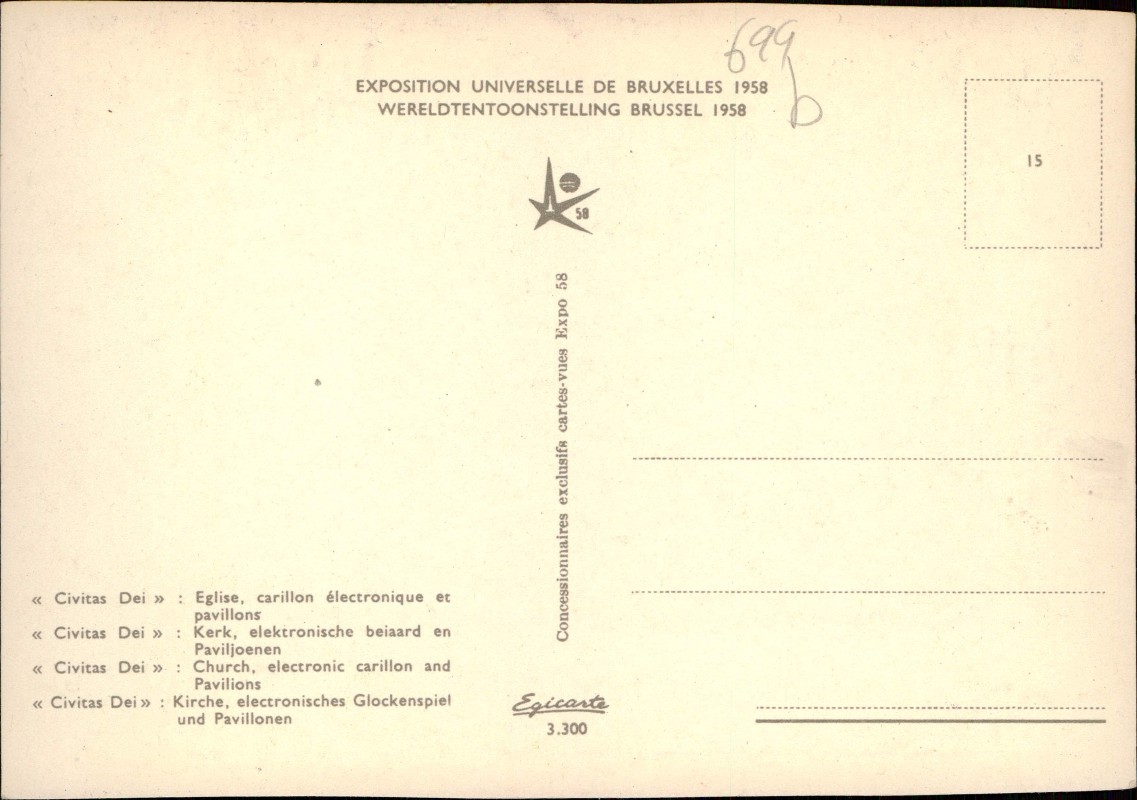 699
b
EXPOSITION UNIVERSELLE DE BRUXELLES 1958
WERELDTENTOONSTELLING BRUSSEL 1958
15
58
Concessionnaires exclusifs cartes-vues Expo 58
« Civitas Dei » : Eglise, carillon électronique et
pavillons
« Civitas Dei » : Kerk, elektronische beiaard en
Paviljoenen
« Civitas Dei » : Church, electronic carillon and
Pavilions
« Civitas Dei » : Kirche, electronisches Glockenspiel
und Pavillonen
Egicarte
3.300